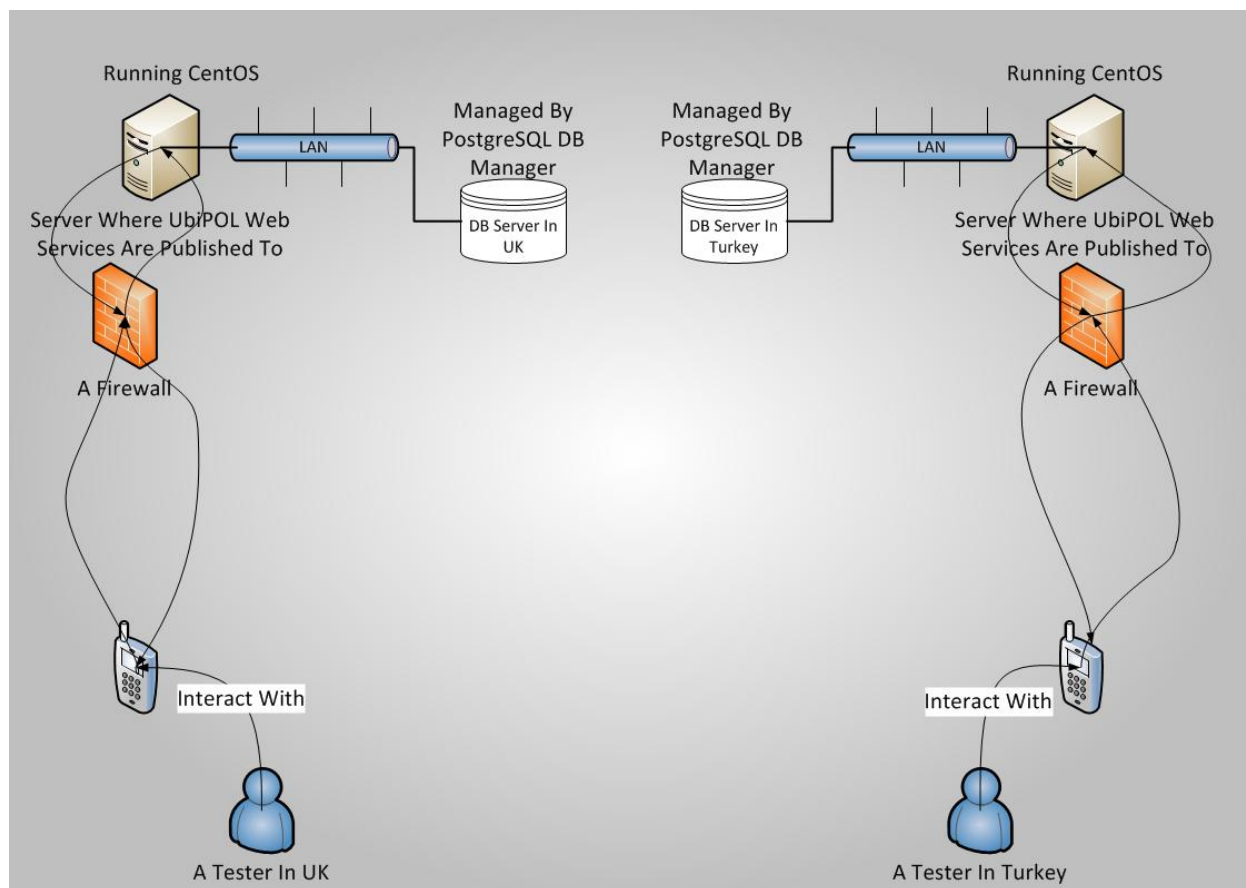 Running CentOS
LAN
Managed By
PostgreSQL DB
Manager
DB Server In
UK
Server Where UbiPOL Web
Services Are Published To
A Firewall
Interact With
A Tester In UK
Running CentOS
LAN
Managed By
PostgreSQL DB
Manager
DB Server In
Turkey
Server Where UbiPOL Web
Services Are Published To
A Firewall
Interact With
A Tester In Turkey